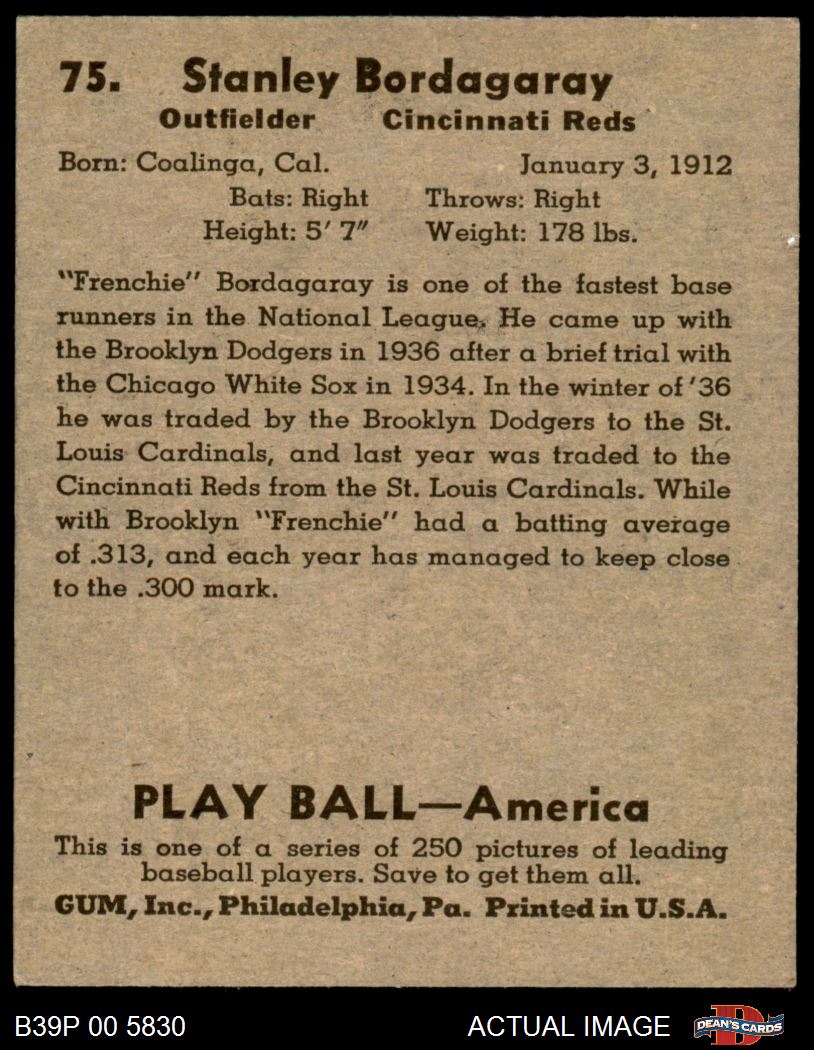 75. Stanley Bordagaray
Outfielder Cincinnati Reds
Born: Coalinga, Cal. January 3, 1912
Bats: Right Throws: Right
Height: 5' 7" Weight: 178 lbs.
"Frenchie" Bordagaray is one of the fastest base
runners in the National League. He came up with
the Brooklyn Dodgers in 1936 after a brief trial with
the Chicago White Sox in 1934. In the winter of '36
he was traded by the Brooklyn Dodgers to the St.
Louis Cardinals, and last year was traded to the
Cincinnati Reds from the St. Louis Cardinals. While
with Brooklyn "Frenchie" had a batting average
of .313, and each year has managed to keep close
to the .300 mark.
PLAY BALL—America
This is one of a series of 250 pictures of leading
baseball players. Save to get them all.
GUM, Inc., Philadelphia, Pa. Printed in U.S.A.
B39P 00 5830 ACTUAL IMAGE D DEAN'S CARDS